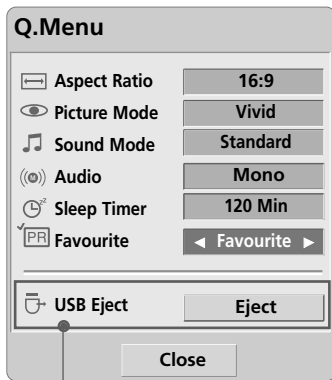 Q.Menu
Aspect Ratio 16:9
Picture Mode Vivid
Sound Mode Standard
Audio Mono
Sleep Timer 120 Min
PR Favourite ◄ Favourite ►
USB Eject Eject
Close